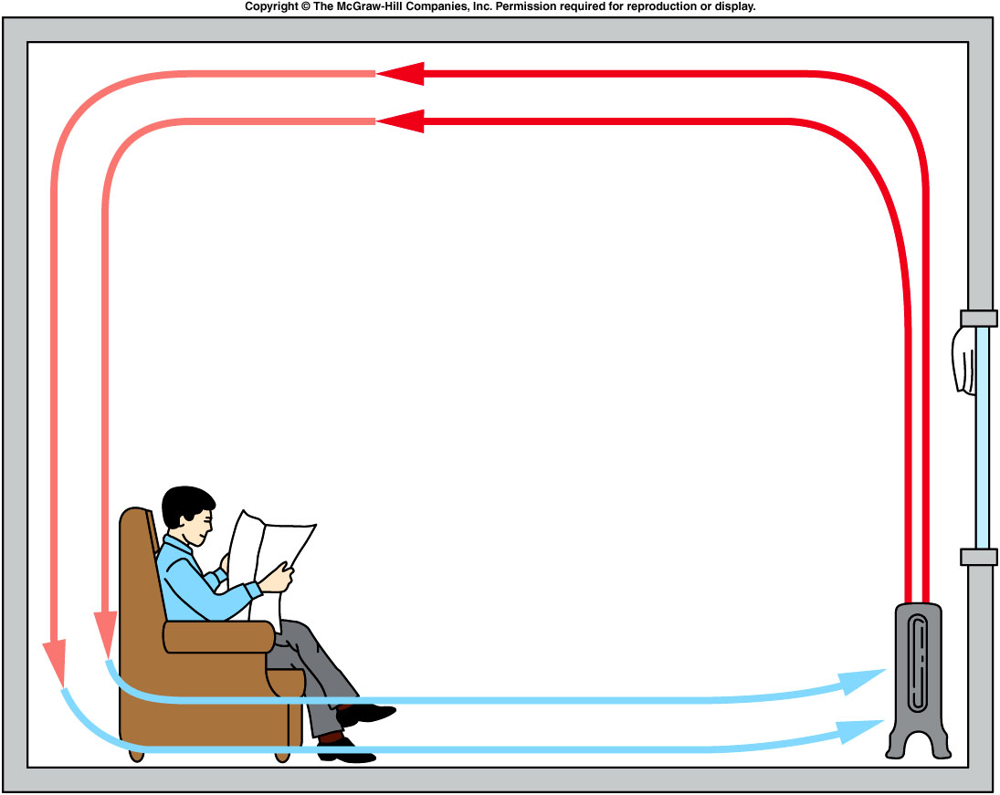 Copyright © The McGraw-Hill Companies, Inc. Permission required for reproduction or display.